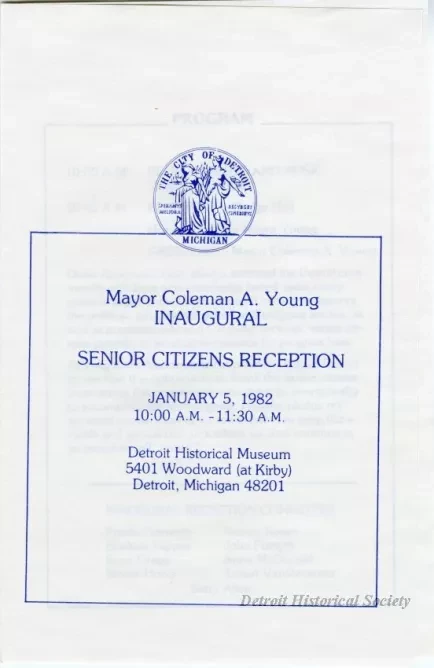 THE CITY OF DETROIT
MICHIGAN
Mayor Coleman A. Young
INAUGURAL
SENIOR CITIZENS RECEPTION
JANUARY 5, 1982
10:00 A.M. - 11:30 A.M.
Detroit Historical Museum
5401 Woodward (at Kirby)
Detroit, Michigan 48201
Detroit Historical Society